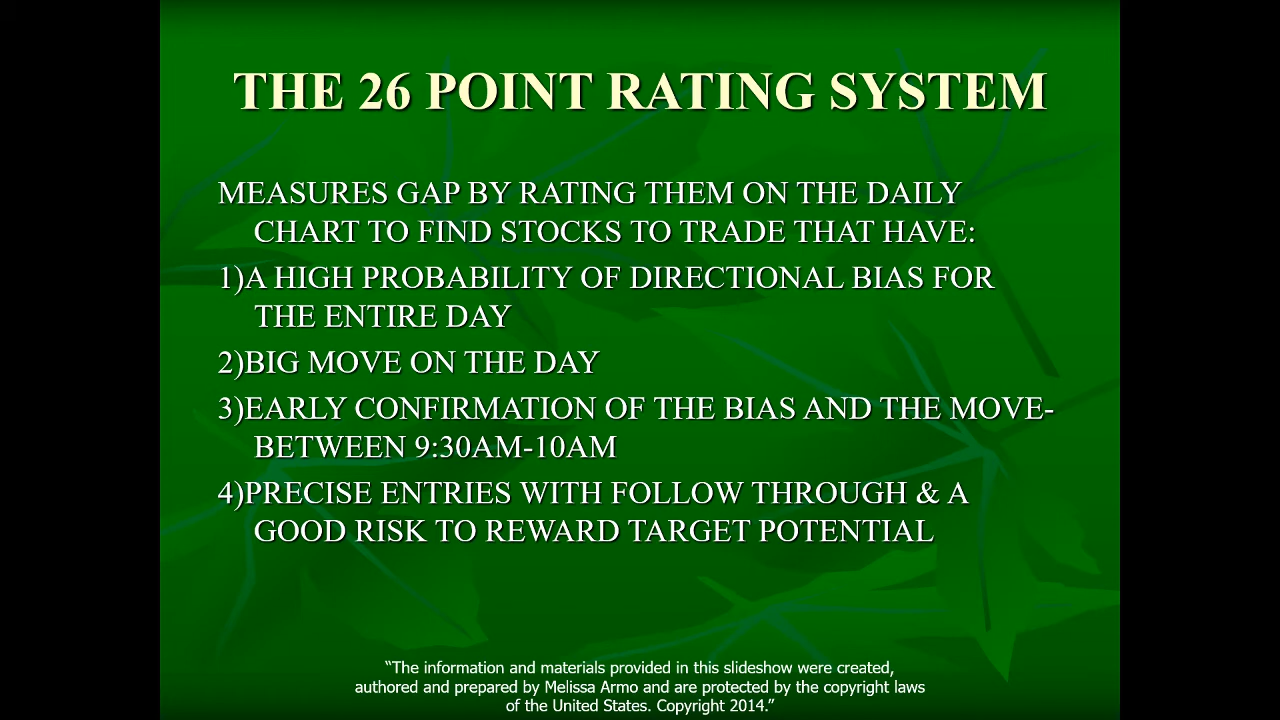 THE 26 POINT RATING SYSTEM
MEASURES GAP BY RATING THEM ON THE DAILY
CHART TO FIND STOCKS TO TRADE THAT HAVE:
1)A HIGH PROBABILITY OF DIRECTIONAL BIAS FOR
THE ENTIRE DAY
2)BIG MOVE ON THE DAY
3)EARLY CONFIRMATION OF THE BIAS AND THE MOVE-
BETWEEN 9:30AM-10AM
4)PRECISE ENTRIES WITH FOLLOW THROUGH & A
GOOD RISK TO REWARD TARGET POTENTIAL
“The information and materials provided in this slideshow were created,
authored and prepared by Melissa Armo and are protected by the copyright laws
of the United States. Copyright 2014.”